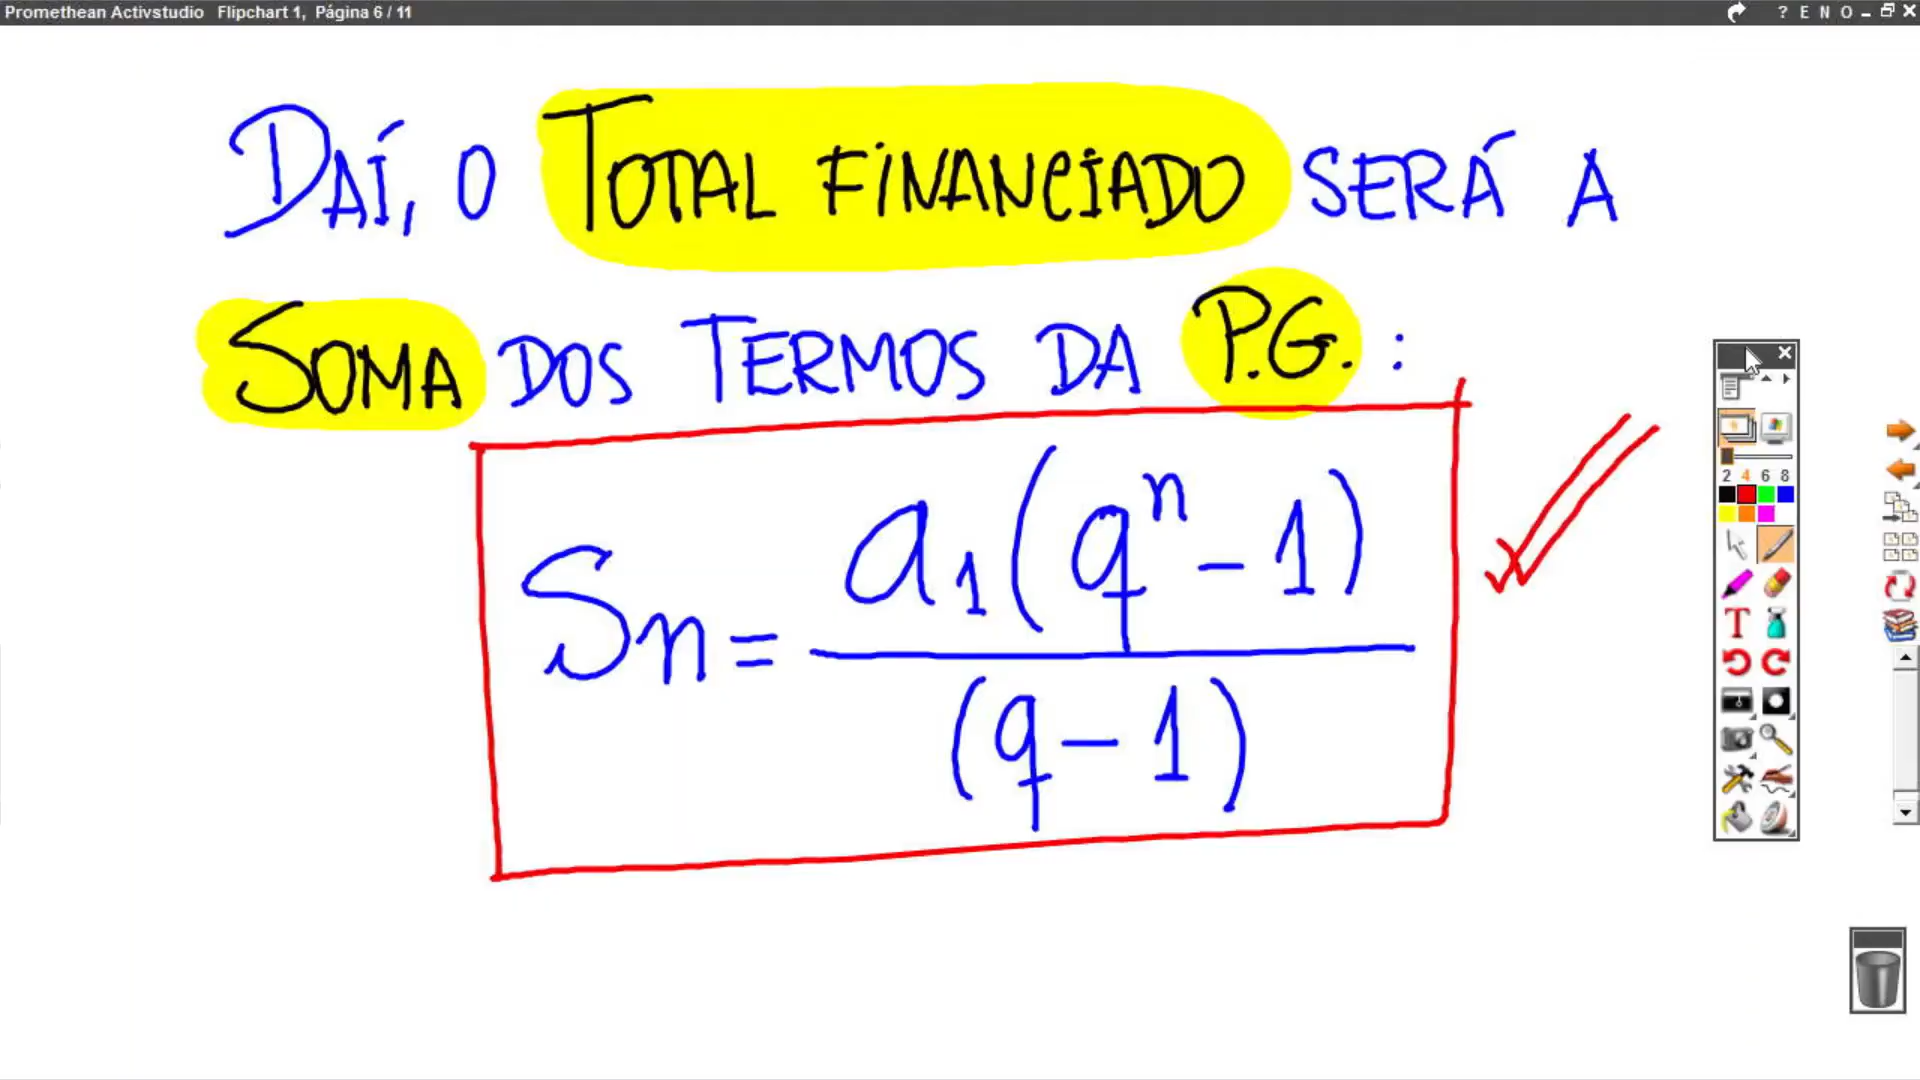 Promethean Activstudio Flipchart 1, Página 6 / 11
? E N O
DAÍ, O TOTAL FINANCIADO SERÁ A
SOMA DOS TERMOS DA P.G. :
Sn = a₁(qⁿ - 1)
(q - 1)
2 4 6 8
T